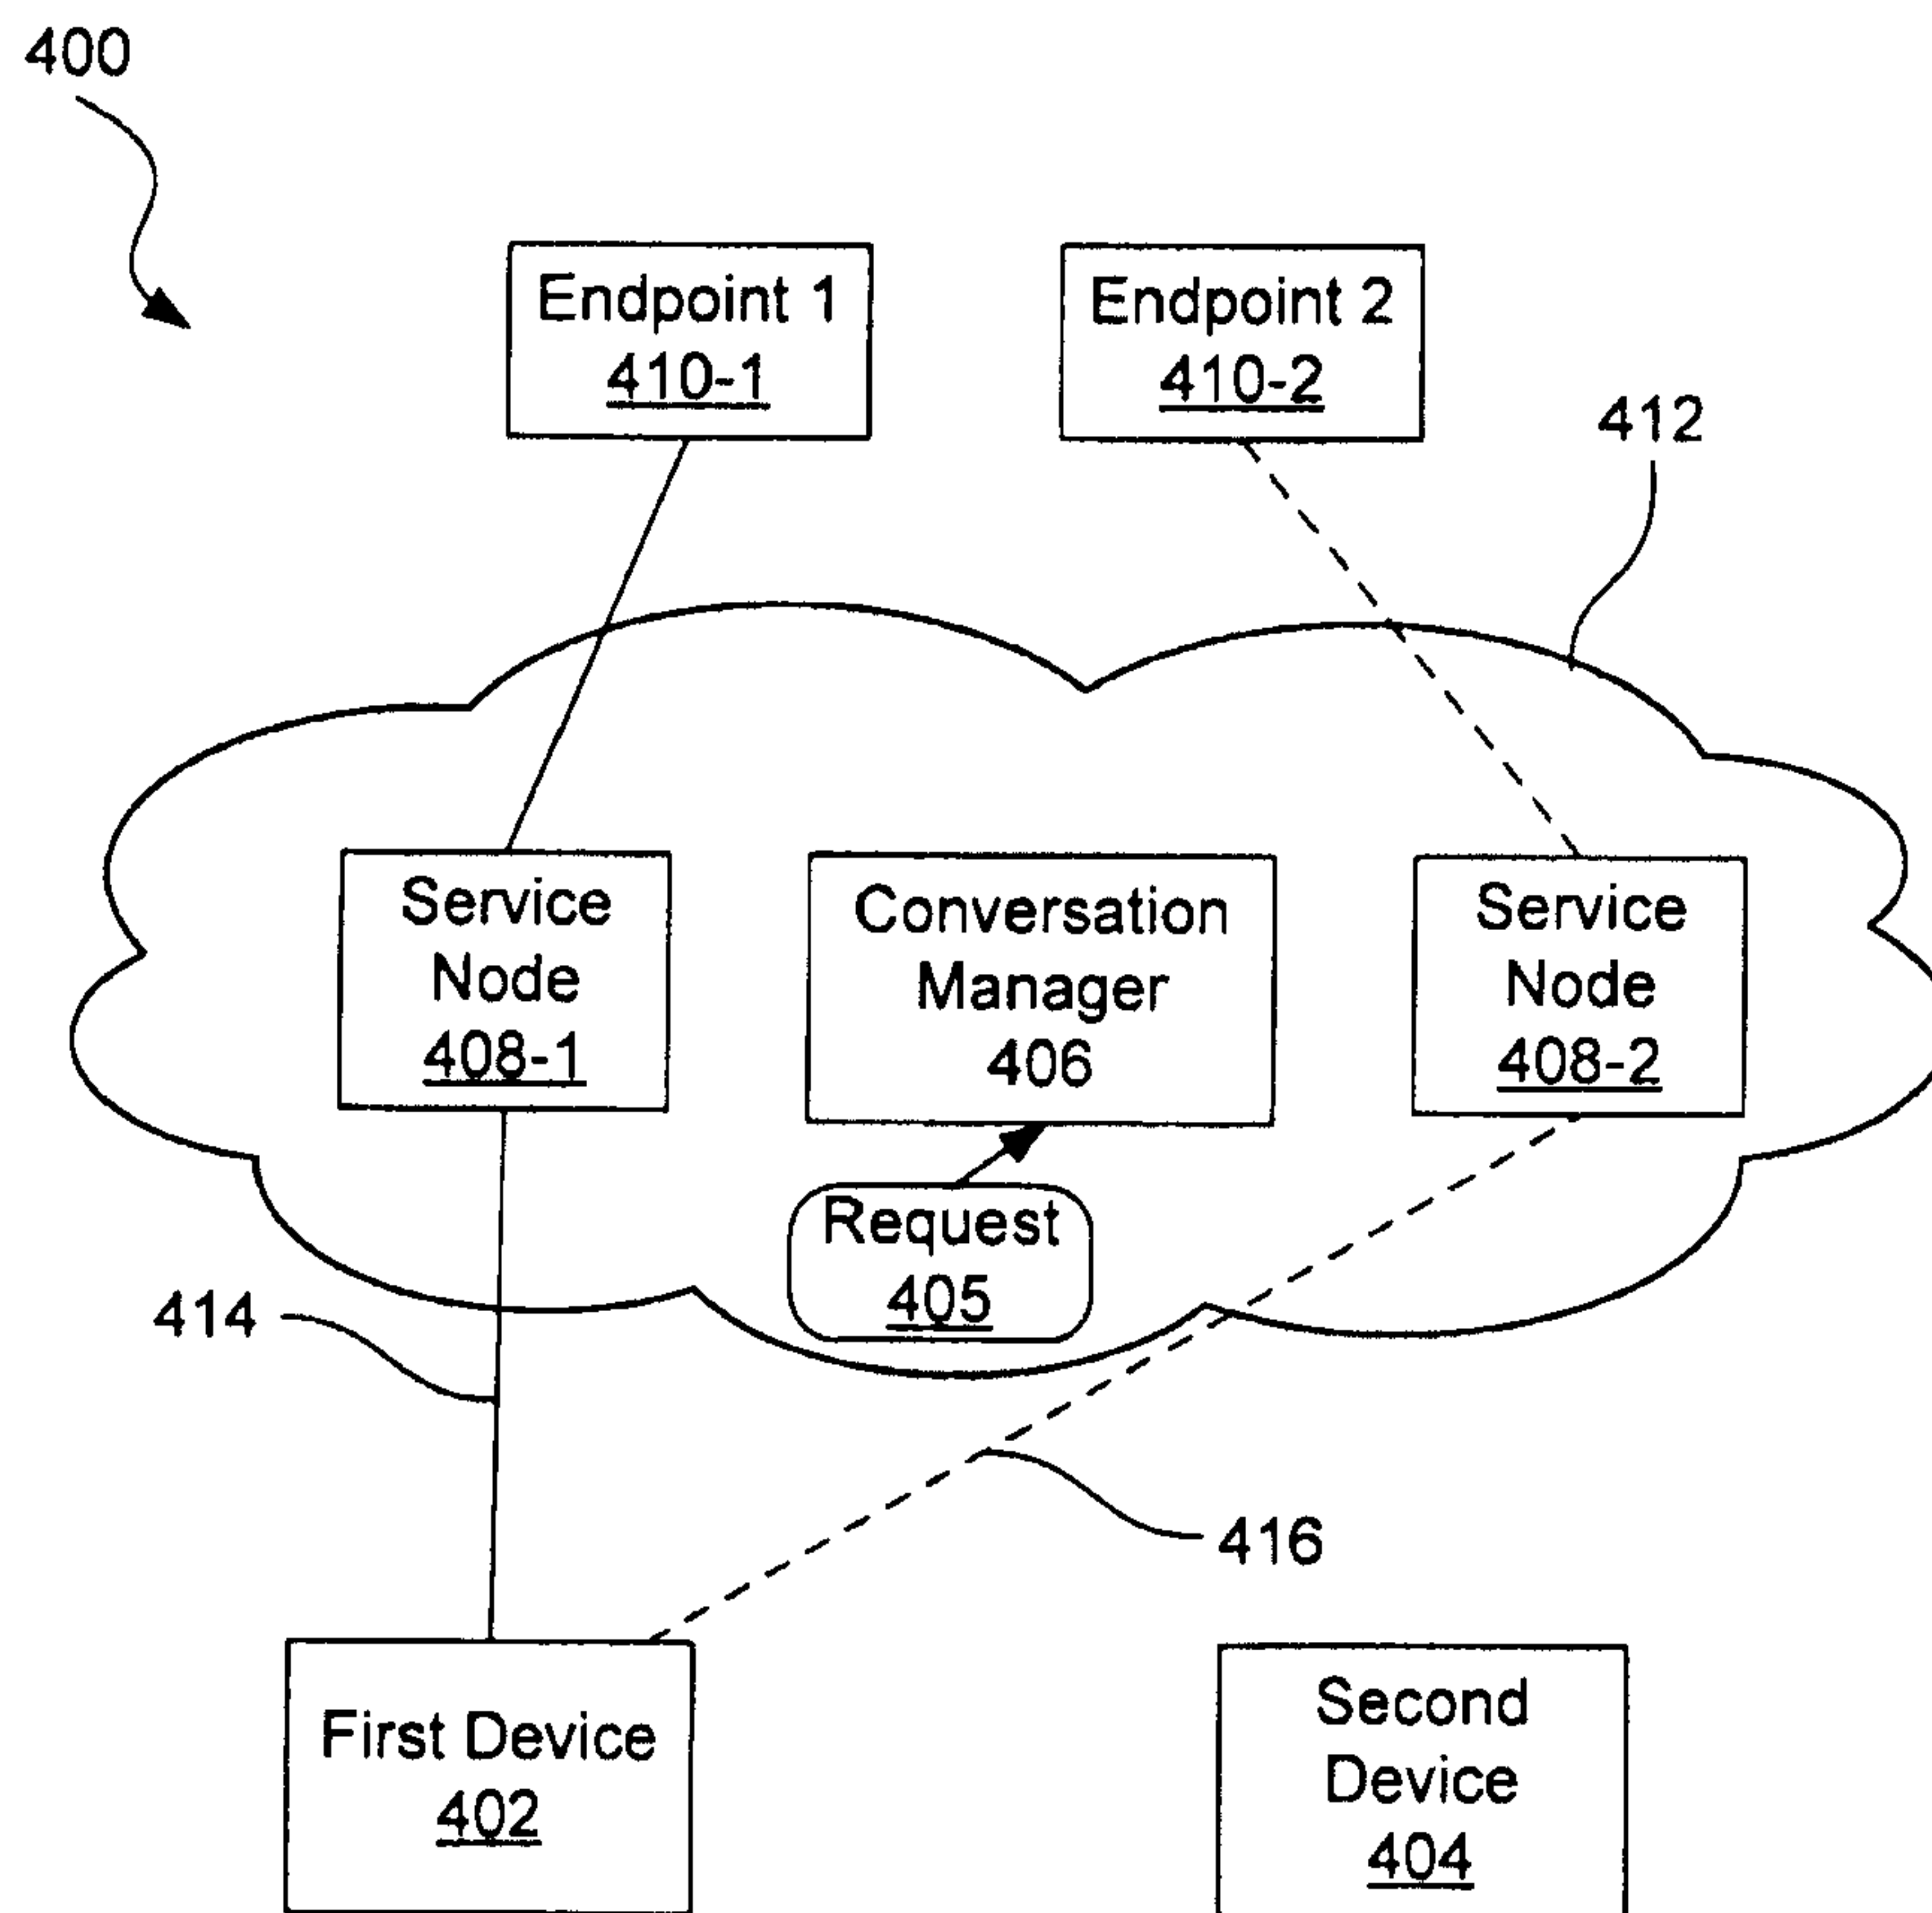 400
Endpoint 1
410-1
Endpoint 2
410-2
412
Service
Node
408-1
Conversation
Manager
406
Service
Node
408-2
Request
405
414
416
First Device
402
Second
Device
404